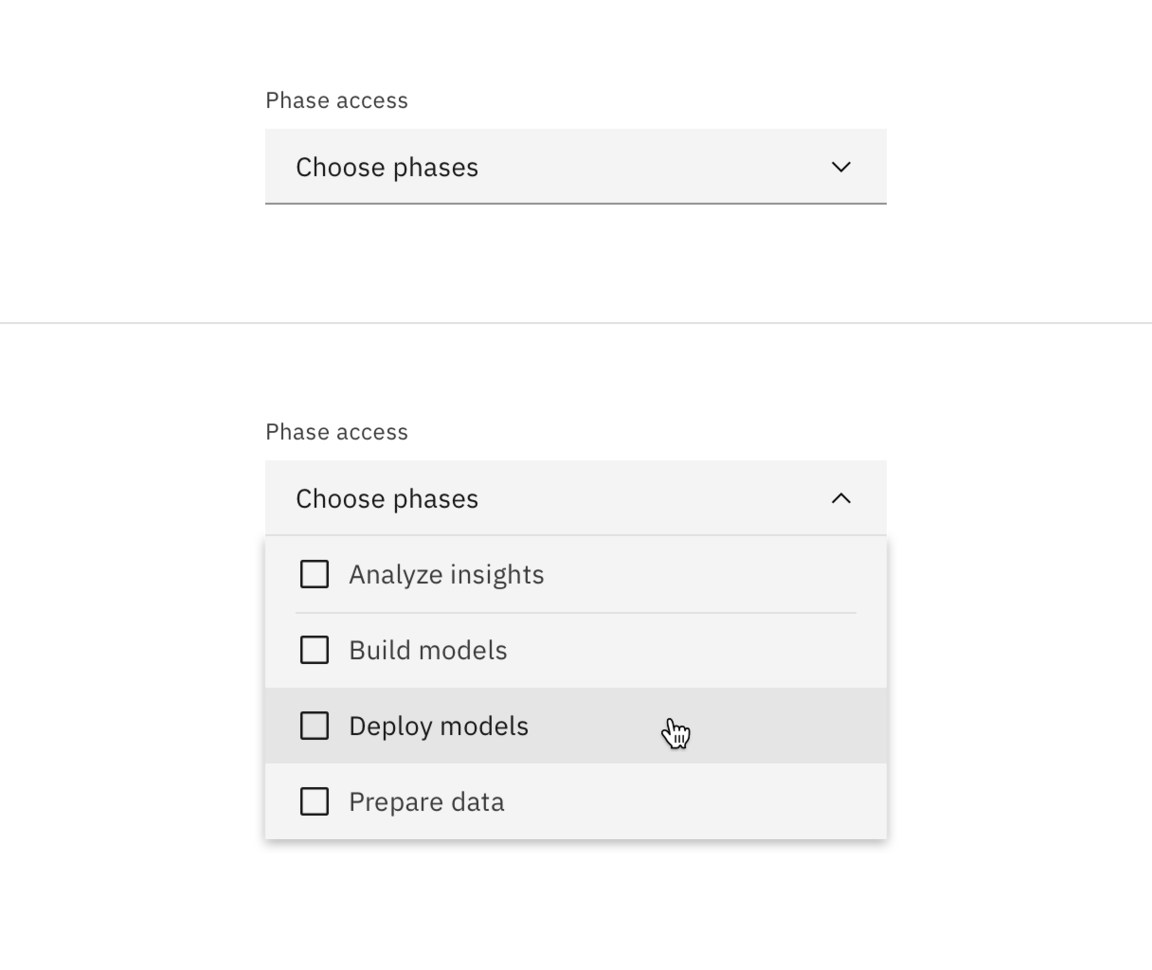 Phase access
Choose phases
Phase access
Choose phases
Analyze insights
Build models
Deploy models
Prepare data